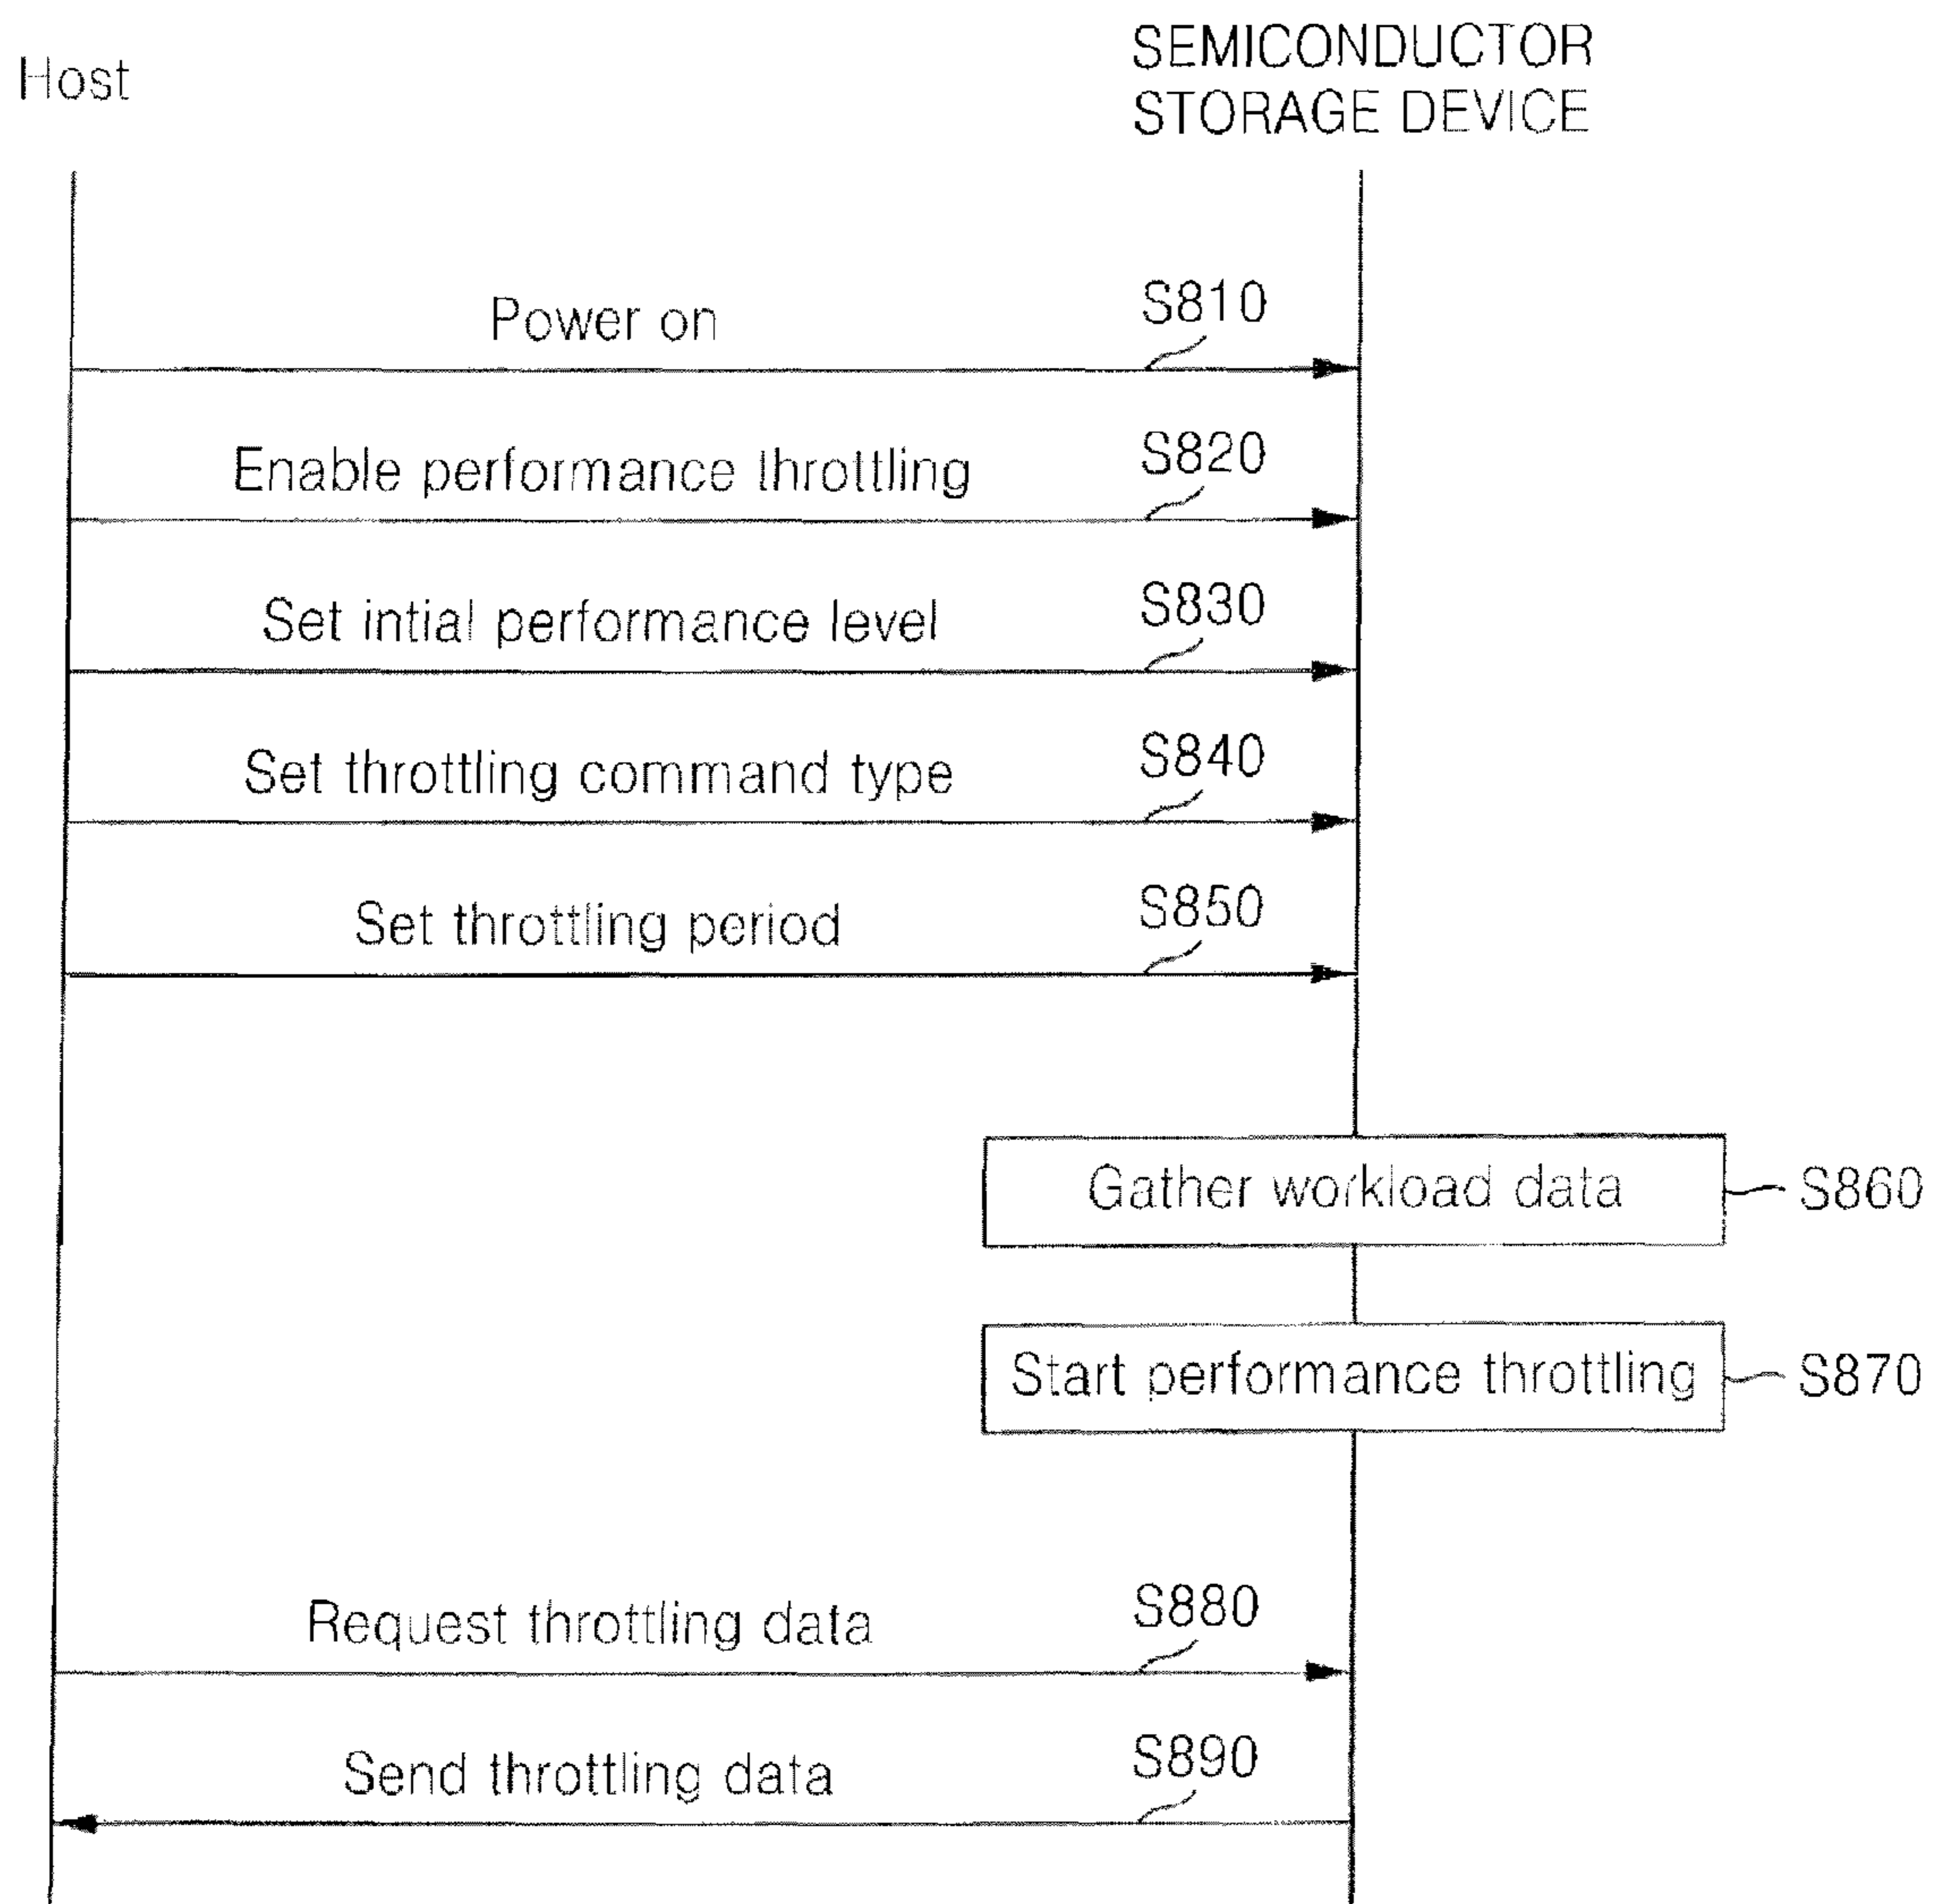 Host
SEMICONDUCTOR
STORAGE DEVICE
Power on
S810
Enable performance throttling
S820
Set intial performance level
S830
Set throttling command type
S840
Set throttling period
S850
Gather workload data
S860
Start performance throttling
S870
Request throttling data
S880
Send throttling data
S890